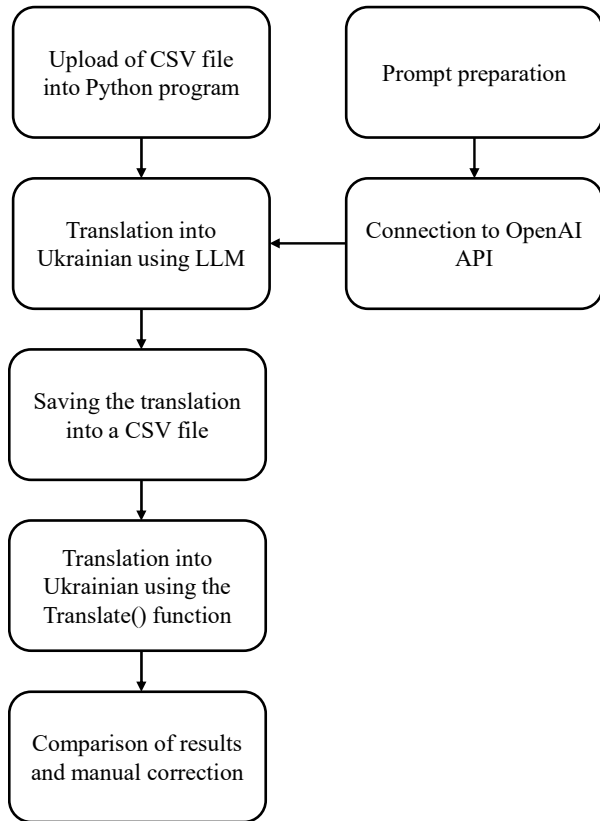 Upload of CSV file
into Python program
Prompt preparation
Translation into
Ukrainian using LLM
Connection to OpenAI
API
Saving the translation
into a CSV file
Translation into
Ukrainian using the
Translate() function
Comparison of results
and manual correction